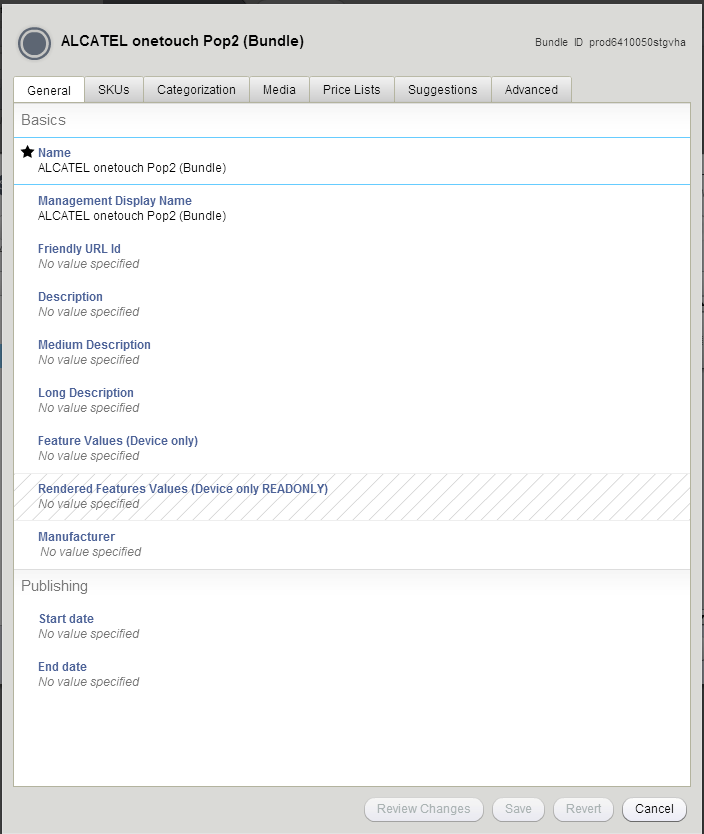 ALCATEL onetouch Pop2 (Bundle)
Bundle ID prod6410050stgvha
General SKUs Categorization Media Price Lists Suggestions Advanced
Basics
Name
ALCATEL onetouch Pop2 (Bundle)
Management Display Name
ALCATEL onetouch Pop2 (Bundle)
Friendly URL Id
No value specified
Description
No value specified
Medium Description
No value specified
Long Description
No value specified
Feature Values (Device only)
No value specified
Rendered Features Values (Device only READONLY)
No value specified
Manufacturer
No value specified
Publishing
Start date
No value specified
End date
No value specified
Review Changes Save Revert Cancel